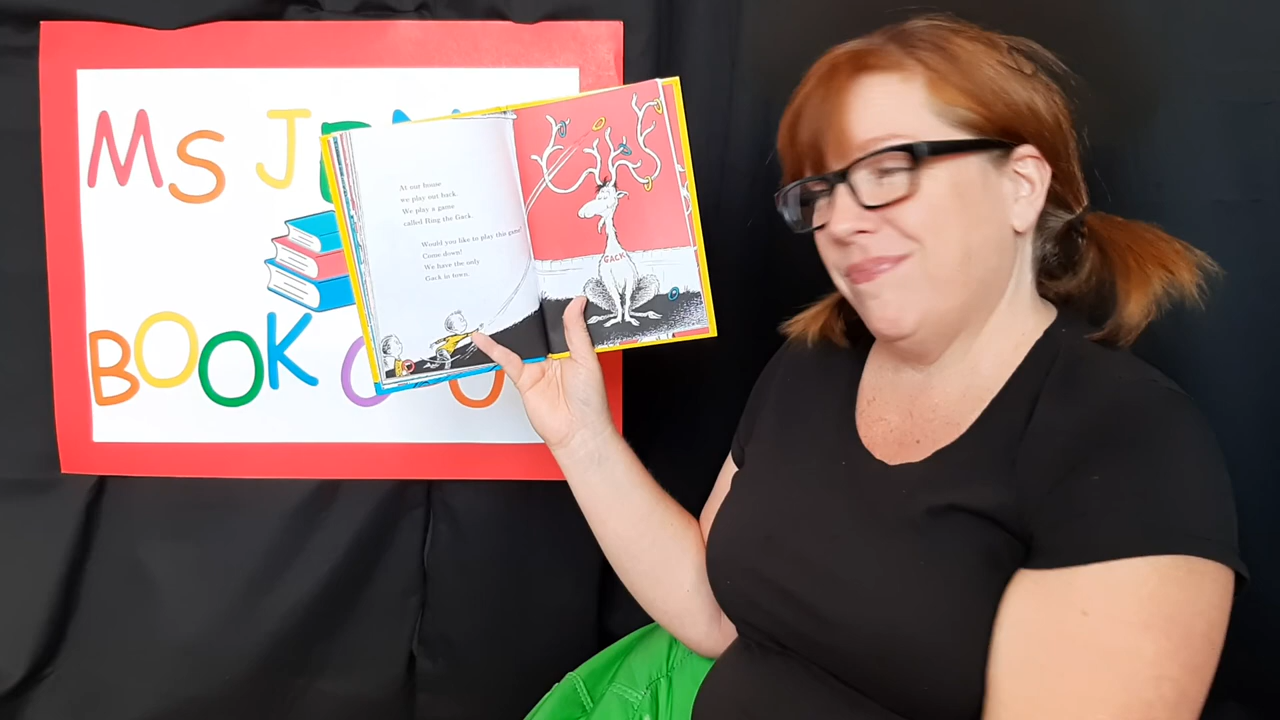 Ms J
BOOK
At our house
we play out back.
We play a game
called Ring the Gack.
Would you like to play this game?
Come down!
We have the only
Gack in town.
GACK